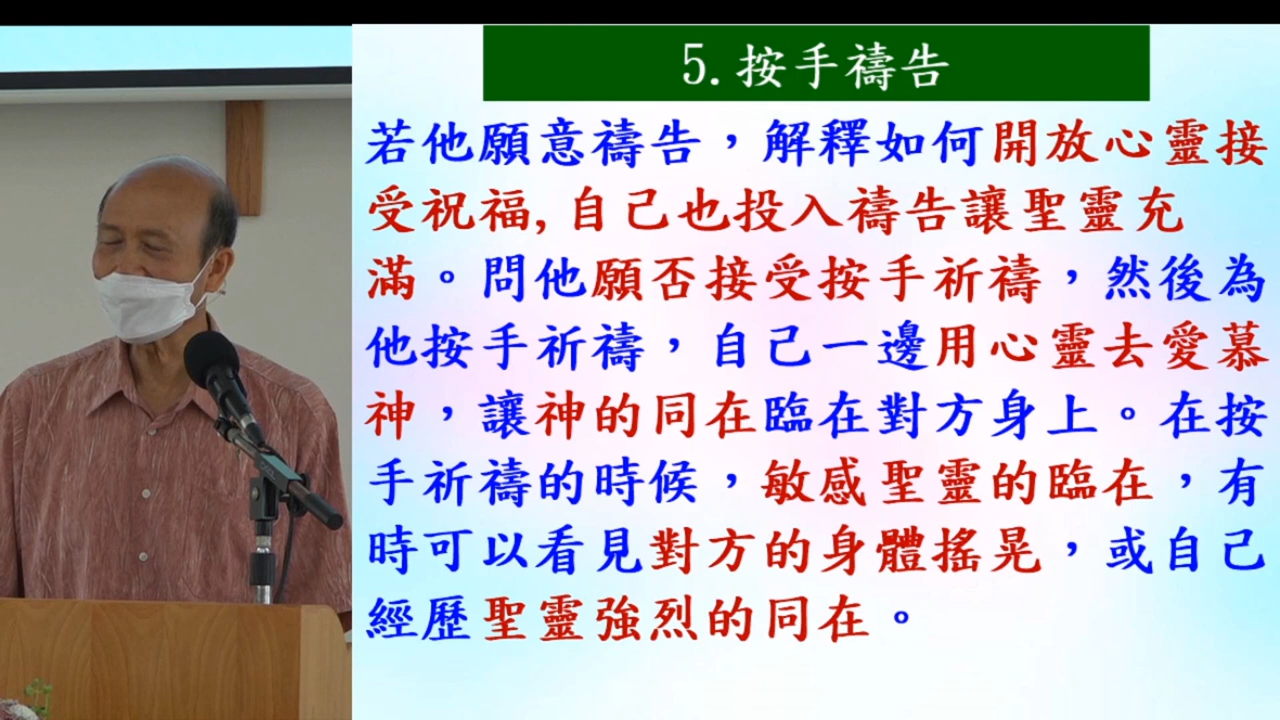 5.按手禱告
若他願意禱告，解釋如何開放心靈接
受祝福,自己也投入禱告讓聖靈充
滿。問他願否接受按手祈禱，然後為
他按手祈禱，自己一邊用心靈去愛慕
神，讓神的同在臨在對方身上。在按
手祈禱的時候，敏感聖靈的臨在，有
時可以看見對方的身體搖晃，或自己
經歷聖靈強烈的同在。